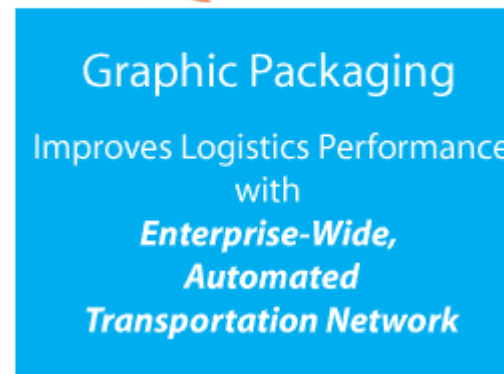 Graphic Packaging
Improves Logistics Performance
with
Enterprise-Wide,
Automated
Transportation Network